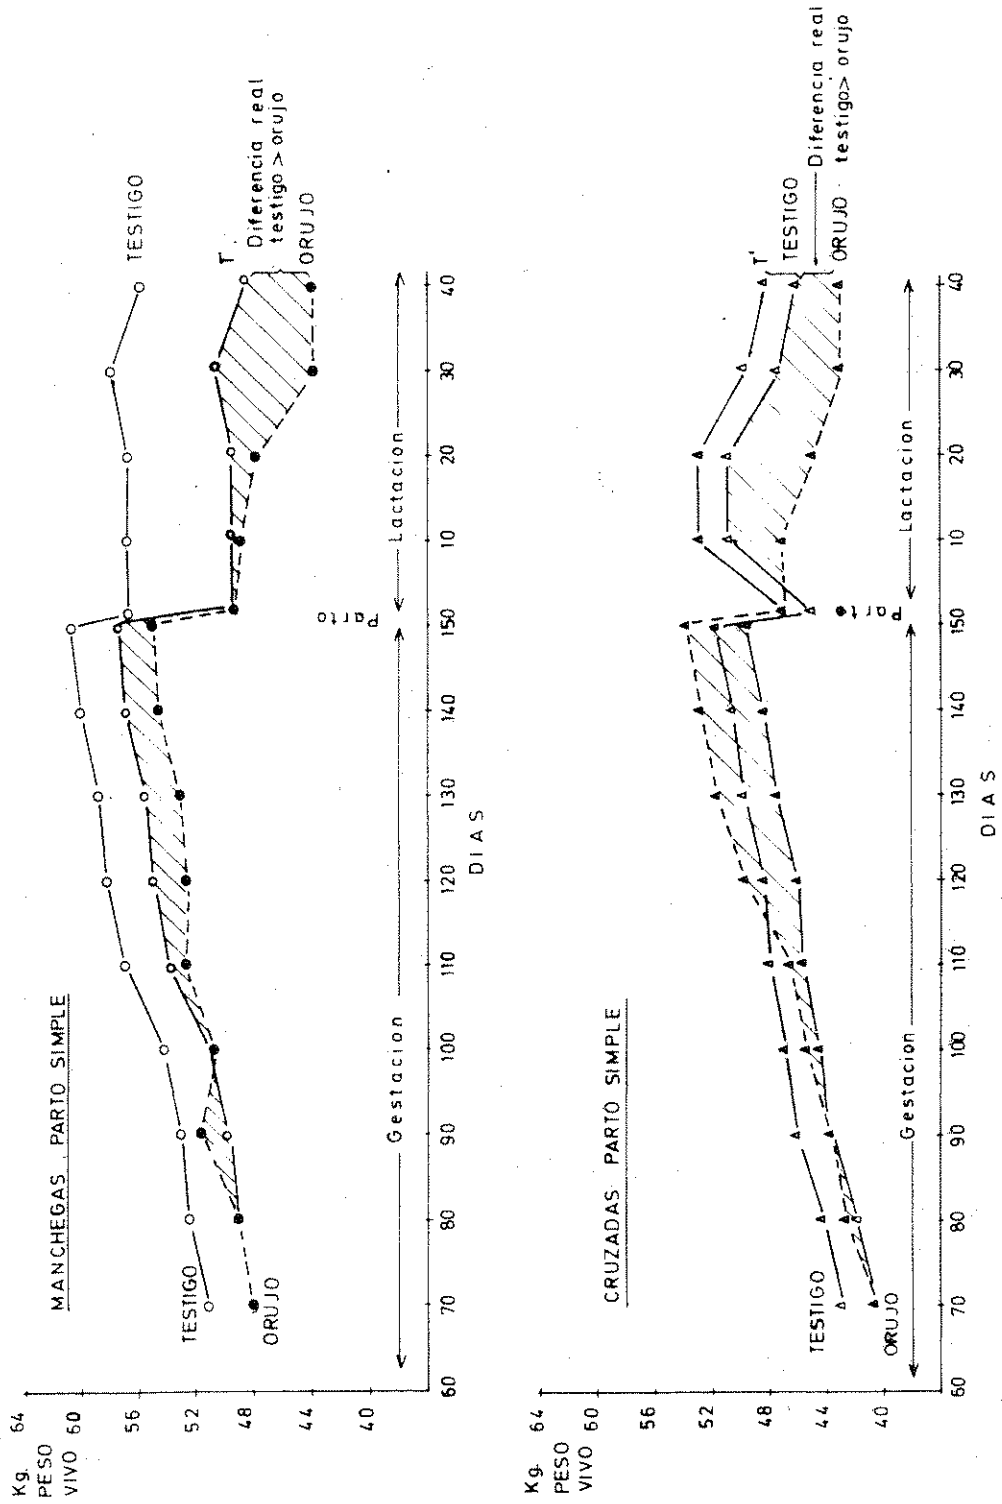 Kg.
PESO
VIVO
64
60
56
52
48
44
40
MANCHEGAS PARTO SIMPLE
TESTIGO
ORUJO
TESTIGO
T'
Diferencia real
testigo > orujo
ORUJO
Parto
Gestacion
Lactacion
60 70 80 90 100 110 120 130 140 150 10 20 30 40
DIAS
Kg.
PESO
VIVO
64
60
56
52
48
44
40
CRUZADAS PARTO SIMPLE
TESTIGO
ORUJO
T'
TESTIGO
Diferencia real
ORUJO testigo > orujo
Parto
Gestacion
Lactacion
60 70 80 90 100 110 120 130 140 150 10 20 30 40
DIAS